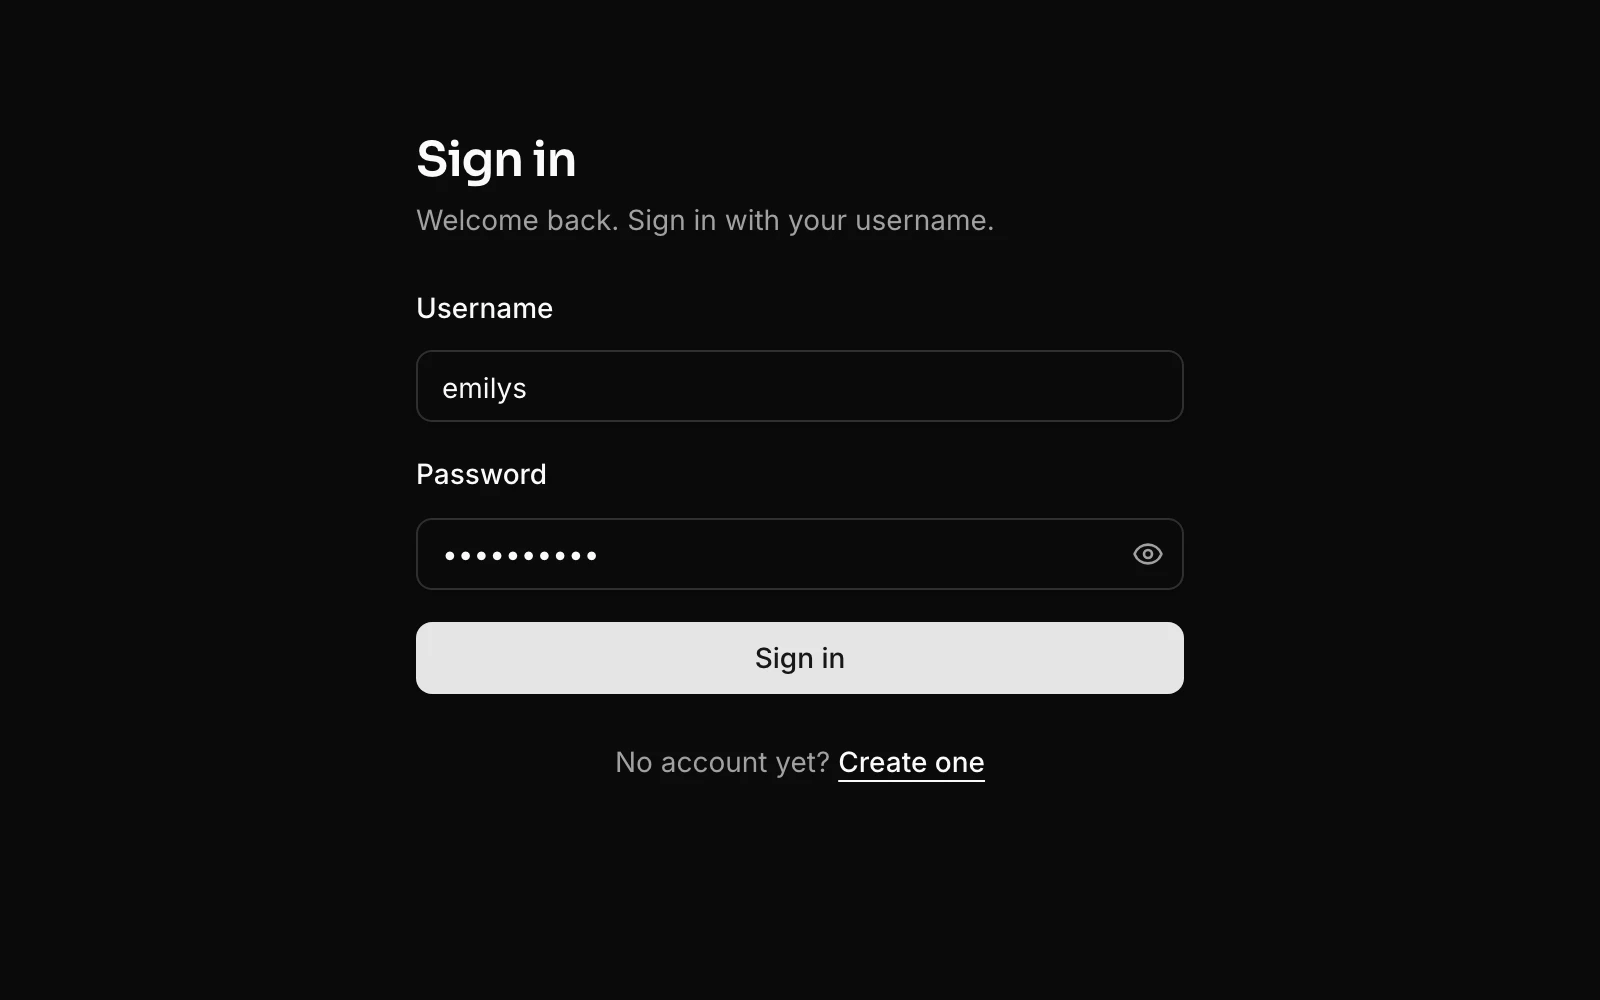 Sign in
Welcome back. Sign in with your username.
Username
emilys
Password
••••••••••
Sign in
No account yet? Create one